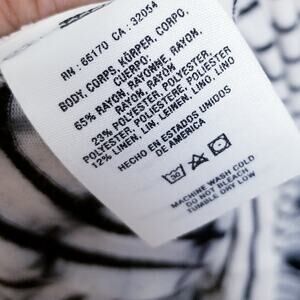 RN : 66170 CA : 32054
BODY, CORPS, KÖRPER, CORPO,
CUERPO:
65% RAYON, RAYONNE, RAYON,
RAYON, RAYON
23% POLYESTER, POLYESTER,
POLYESTER, POLIESTERE, POLIESTER
12% LINEN, LIN, LEIMEN, LINO, LINO
HECHO EN ESTADOS UNIDOS
DE AMERICA
30
MACHINE WASH COLD
DO NOT BLEACH
TUMBLE DRY LOW